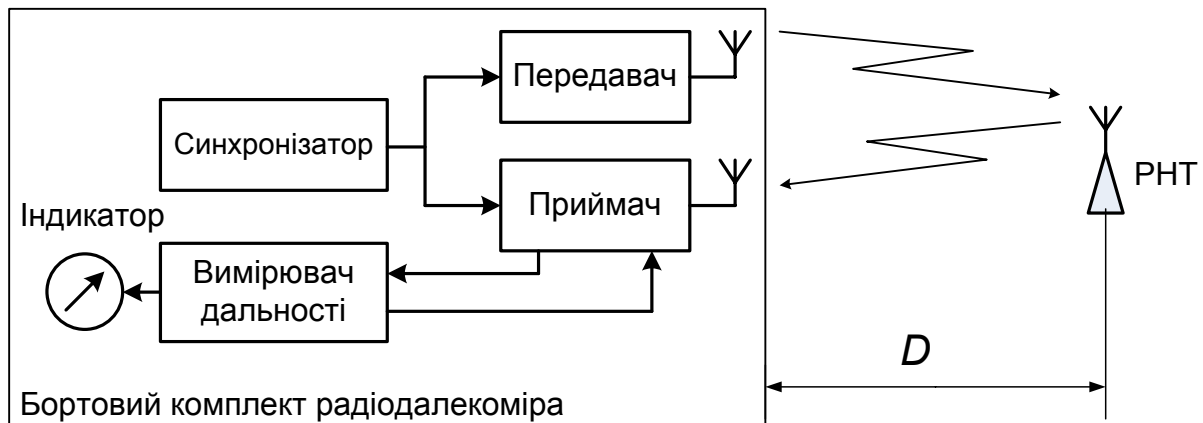 Передавач
Синхронізатор
Приймач
РНТ
Індикатор
Вимірювач
дальності
D
Бортовий комплект радіодалекоміра